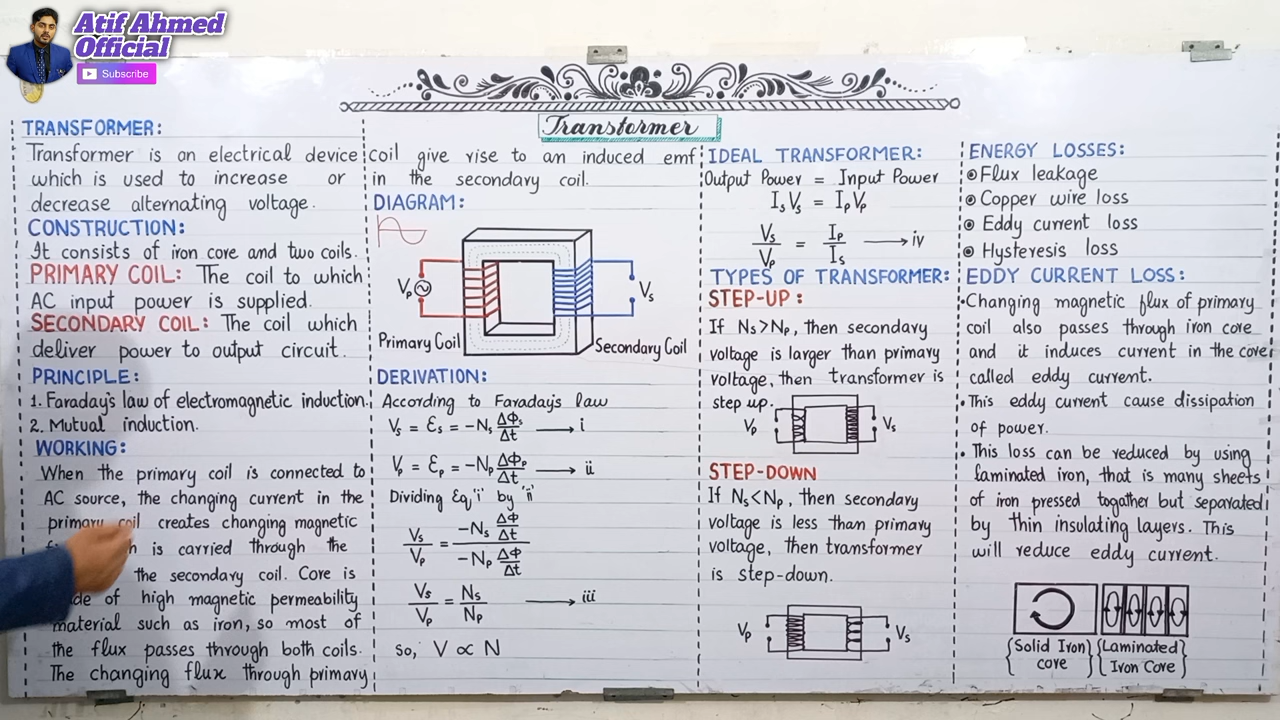 Atif Ahmed
Official
Subscribe
Transformer
TRANSFORMER:
Transformer is an electrical device
which is used to increase or
decrease alternating voltage.
CONSTRUCTION:
It consists of iron core and two coils.
PRIMARY COIL: The coil to which
AC input power is supplied.
SECONDARY COIL: The coil which
deliver power to output circuit.
PRINCIPLE:
1. Faraday's law of electromagnetic induction.
2. Mutual induction.
WORKING:
When the primary coil is connected to
AC source, the changing current in the
primary coil creates changing magnetic
is carried through the
the secondary coil. Core is
of high magnetic permeability
material such as iron, so most of
the flux passes through both coils.
The changing flux through primary
coil give rise to an induced emf
in the secondary coil.
DIAGRAM:
Vp
Vs
Primary Coil
Secondary Coil
DERIVATION:
According to Faraday's law
Vs = Ɛs = -Ns ΔΦs/Δt → i
Vp = Ɛp = -Np ΔΦp/Δt → ii
Dividing Eq 'i' by 'ii'
Vs/Vp = (-Ns ΔΦ/Δt)/(-Np ΔΦ/Δt)
Vs/Vp = Ns/Np → iii
so, V ∝ N
IDEAL TRANSFORMER:
Output Power = Input Power
IsVs = IpVp
Vs/Vp = Ip/Is → iv
TYPES OF TRANSFORMER:
STEP-UP:
If Ns>Np, then secondary
voltage is larger than primary
voltage, then transformer is
step up.
Vp Vs
STEP-DOWN
If Ns<Np, then secondary
voltage is less than primary
voltage, then transformer
is step-down.
Vp Vs
ENERGY LOSSES:
Flux leakage
Copper wire loss
Eddy current loss
Hysteresis loss
EDDY CURRENT LOSS:
•Changing magnetic flux of primary
coil also passes through iron core
and it induces current in the core
called eddy current.
•This eddy current cause dissipation
of power.
•This loss can be reduced by using
laminated iron, that is many sheets
of iron pressed together but separated
by thin insulating layers. This
will reduce eddy current.
{Solid Iron core}
{Laminated Iron Core}